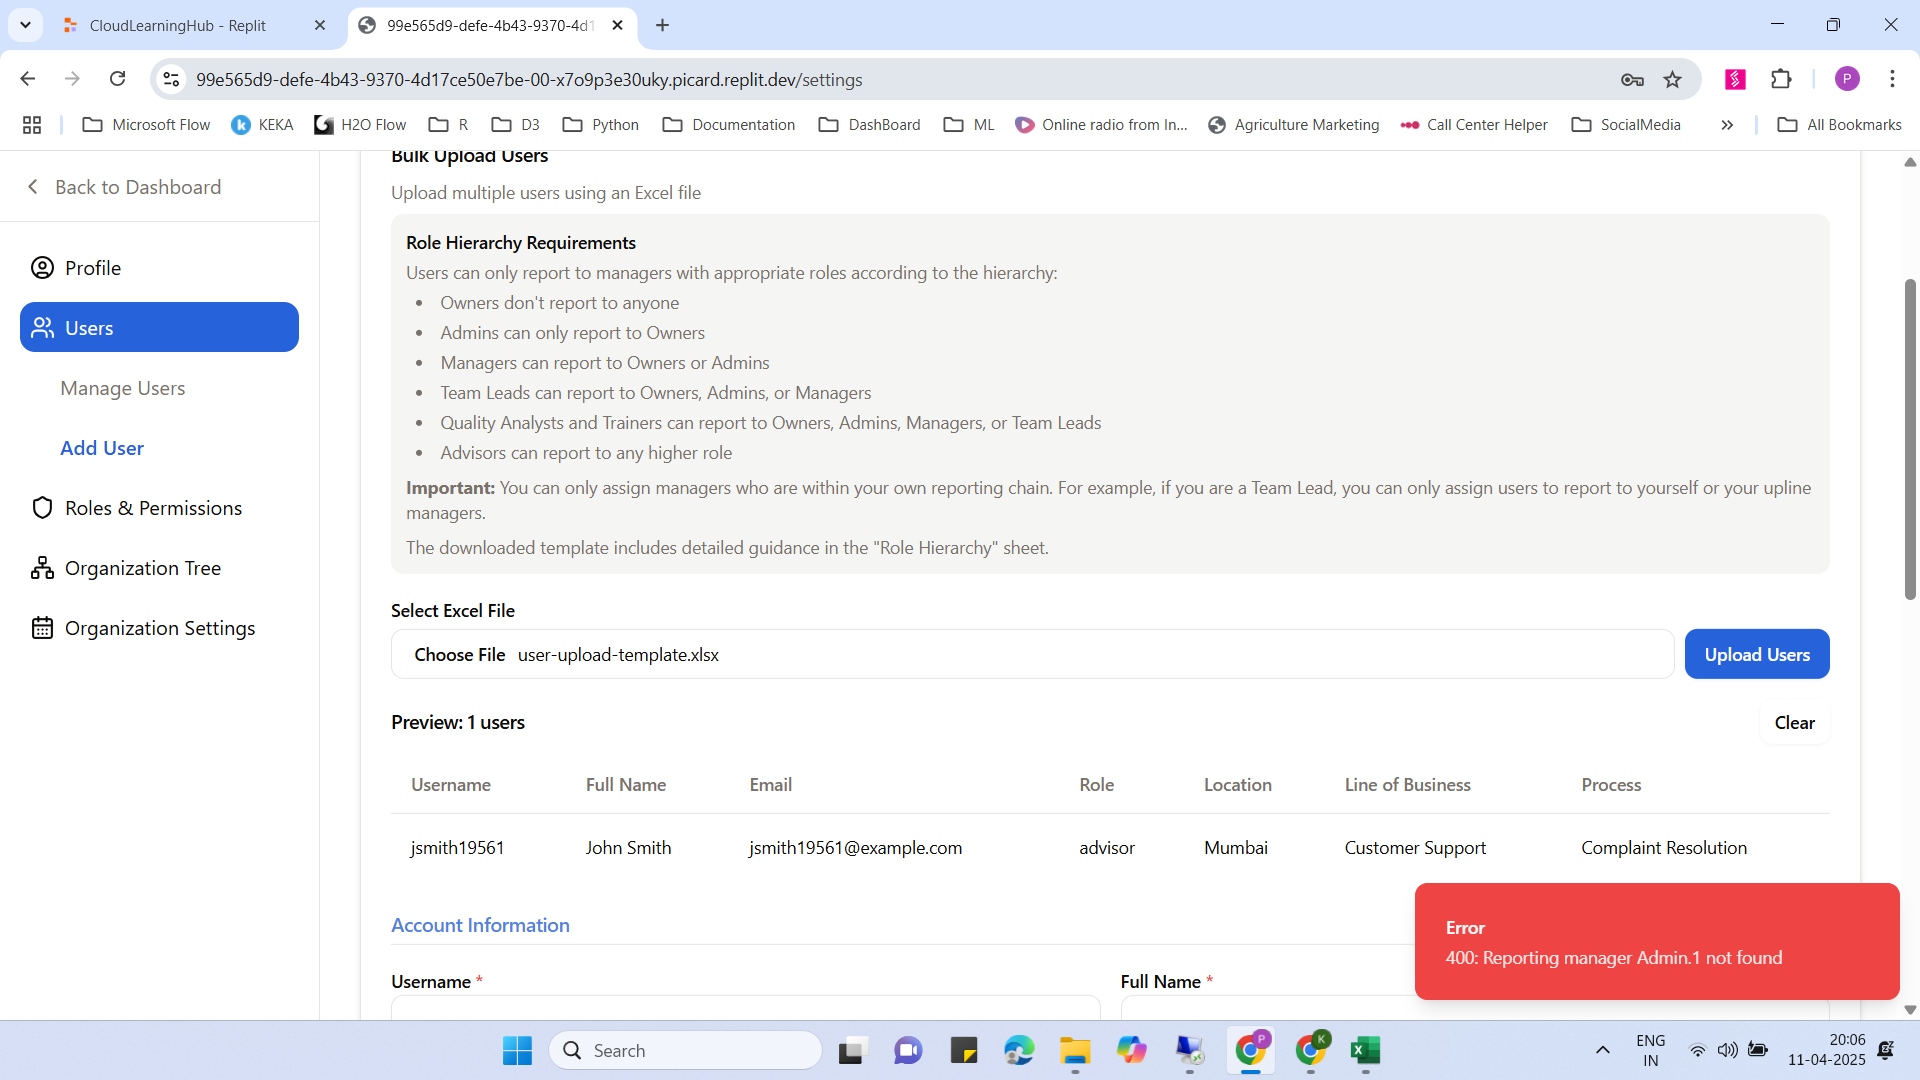 CloudLearningHub - Replit
99e565d9-defe-4b43-9370-4d1
99e565d9-defe-4b43-9370-4d17ce50e7be-00-x7o9p3e30uky.picard.replit.dev/settings
P
Microsoft Flow
KEKA
H2O Flow
R
D3
Python
Documentation
DashBoard
ML
Online radio from In...
Agriculture Marketing
Call Center Helper
SocialMedia
All Bookmarks
Back to Dashboard
Profile
Users
Manage Users
Add User
Roles & Permissions
Organization Tree
Organization Settings
Bulk Upload Users
Upload multiple users using an Excel file
Role Hierarchy Requirements
Users can only report to managers with appropriate roles according to the hierarchy:
• Owners don't report to anyone
• Admins can only report to Owners
• Managers can report to Owners or Admins
• Team Leads can report to Owners, Admins, or Managers
• Quality Analysts and Trainers can report to Owners, Admins, Managers, or Team Leads
• Advisors can report to any higher role
Important: You can only assign managers who are within your own reporting chain. For example, if you are a Team Lead, you can only assign users to report to yourself or your upline
managers.
The downloaded template includes detailed guidance in the "Role Hierarchy" sheet.
Select Excel File
Choose File user-upload-template.xlsx
Upload Users
Preview: 1 users
Clear
Username Full Name Email Role Location Line of Business Process
jsmith19561 John Smith jsmith19561@example.com advisor Mumbai Customer Support Complaint Resolution
Account Information
Username *
Full Name *
Error
400: Reporting manager Admin.1 not found
Search
P
K
ENG
IN
20:06
11-04-2025